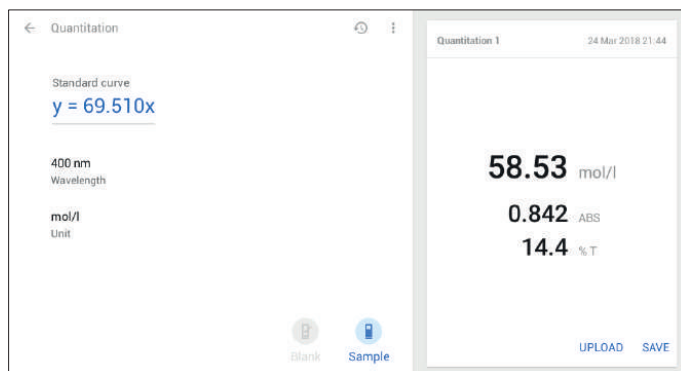 Quantitation
Standard curve
y = 69.510x
400 nm
Wavelength
mol/l
Unit
Blank
Sample
Quantitation 1
24 Mar 2018 21:44
58.53 mol/l
0.842 ABS
14.4 % T
UPLOAD
SAVE